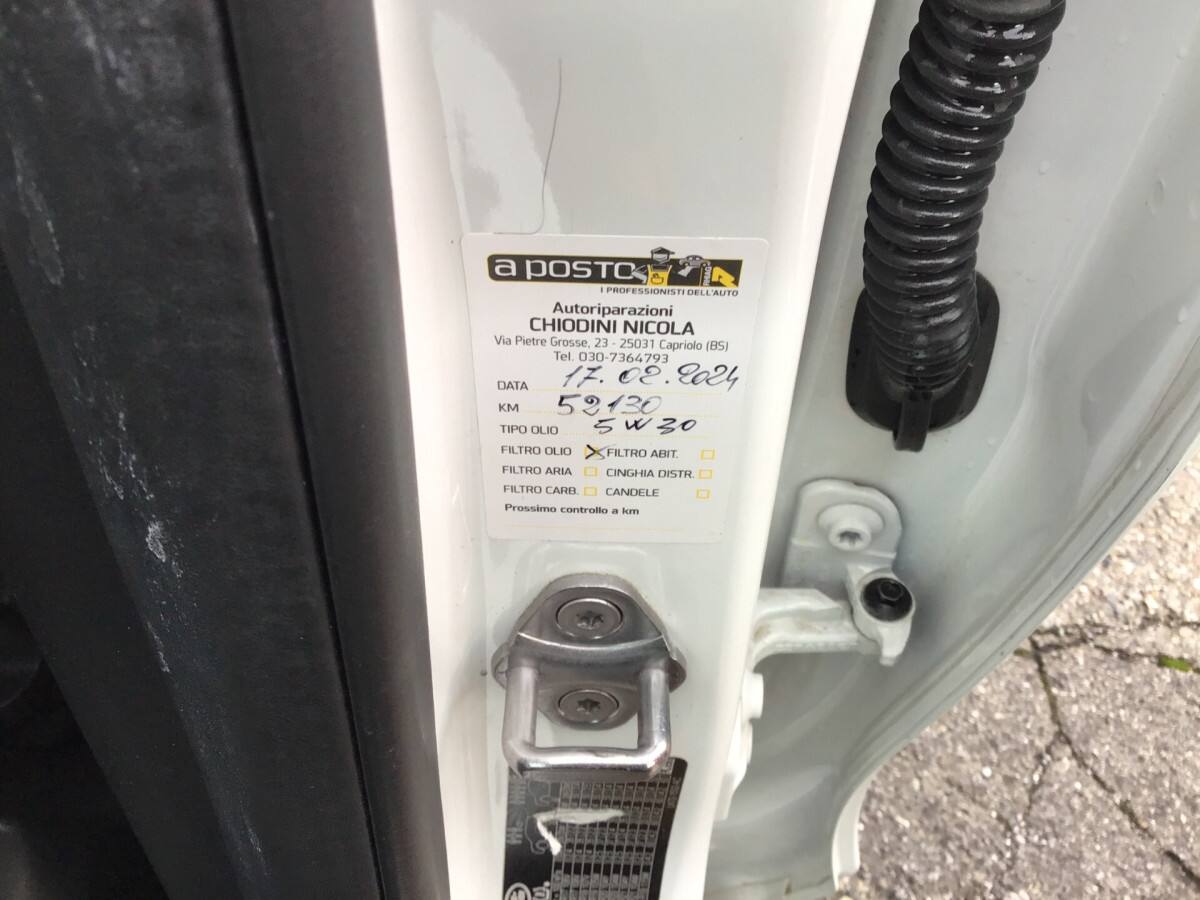 a POSTO
I PROFESSIONISTI DELL'AUTO
Autoriparazioni
CHIODINI NICOLA
Via Pietre Grosse, 23 - 25031 Capriolo (BS)
Tel. 030-7364793
DATA 17.02.2024
KM 52130
TIPO OLIO 5W30
FILTRO OLIO FILTRO ABIT.
FILTRO ARIA CINGHIA DISTR.
FILTRO CARB. CANDELE
Prossimo controllo a km